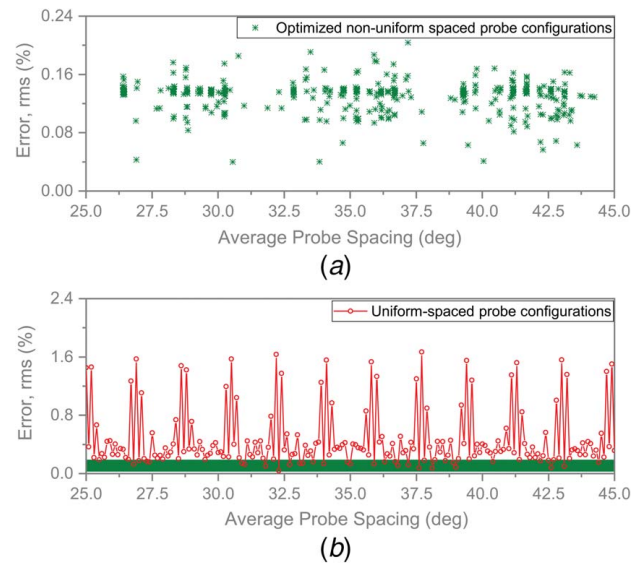 0.24
Optimized non-uniform spaced probe configurations
0.16
0.08
0.00
Error, rms (%)
25.0 27.5 30.0 32.5 35.0 37.5 40.0 42.5 45.0
Average Probe Spacing (deg)
(a)
2.4
Uniform-spaced probe configurations
1.6
0.8
0.0
Error, rms (%)
25.0 27.5 30.0 32.5 35.0 37.5 40.0 42.5 45.0
Average Probe Spacing (deg)
(b)